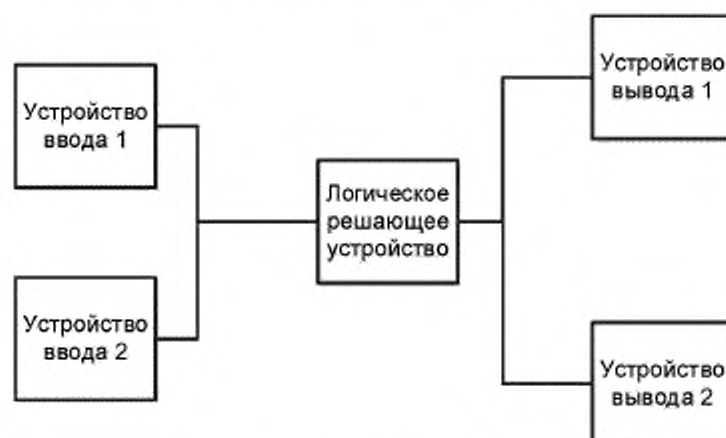 Устройство
ввода 1
Устройство
ввода 2
Логическое
решающее
устройство
Устройство
вывода 1
Устройство
вывода 2